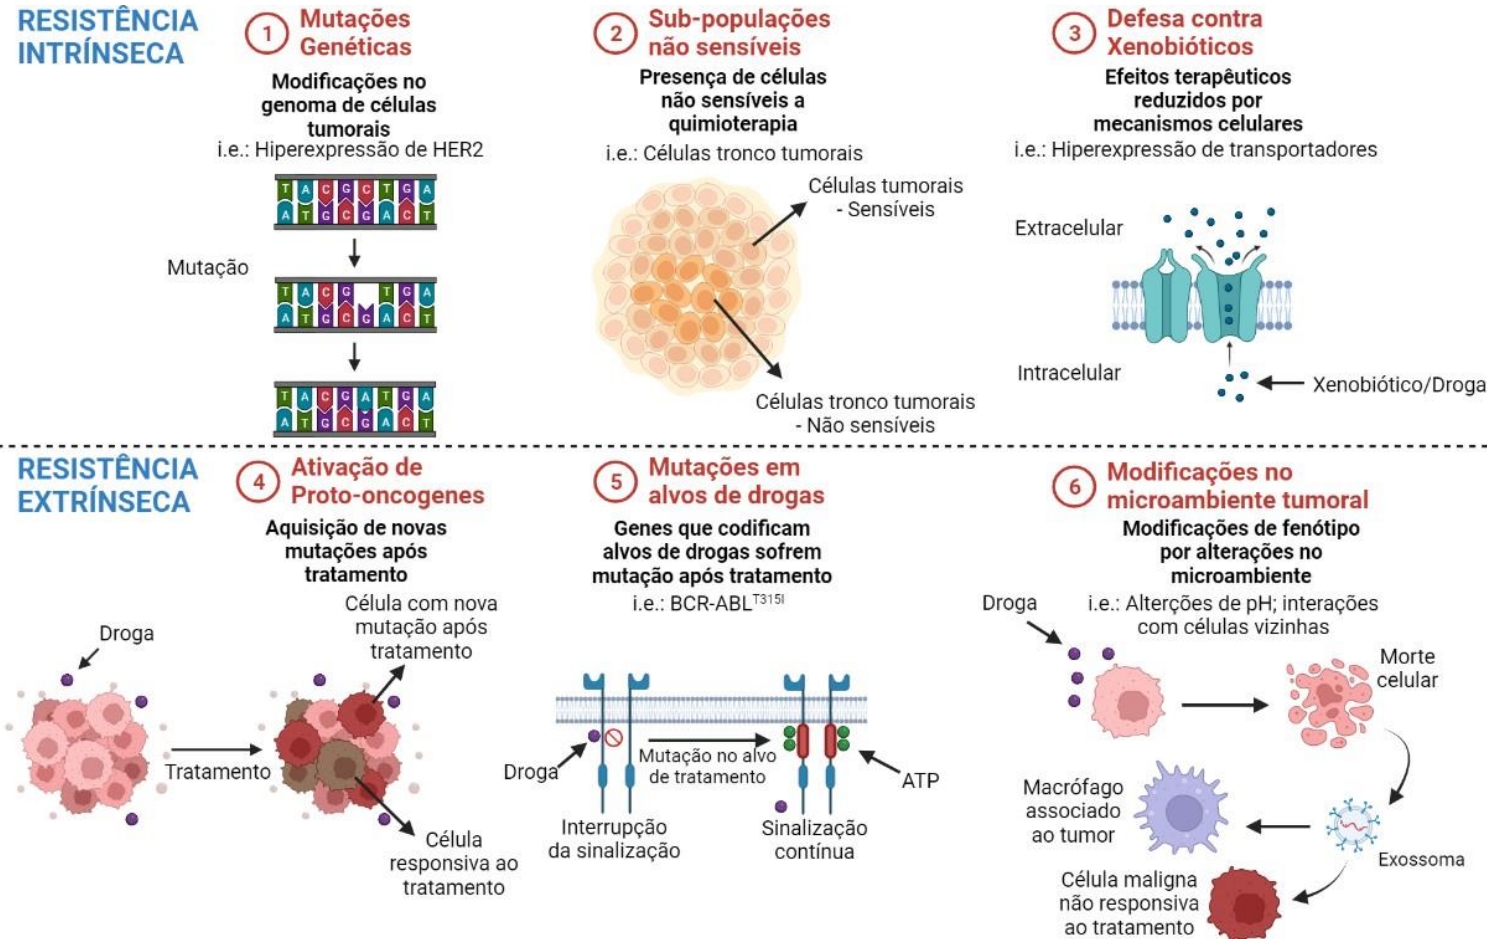 RESISTÊNCIA
INTRÍNSECA
1
Mutações
Genéticas
Modificações no
genoma de células
tumorais
i.e.: Hiperexpressão de HER2
T A C G C T G A
A T G C G A C T
Mutação
T A C G T G A
A T G C G A C T
T A C G A T G A
A T G C G A C T
2
Sub-populações
não sensíveis
Presença de células
não sensíveis a
quimioterapia
i.e.: Células tronco tumorais
Células tumorais
- Sensíveis
Células tronco tumorais
- Não sensíveis
3
Defesa contra
Xenobióticos
Efeitos terapêuticos
reduzidos por
mecanismos celulares
i.e.: Hiperexpressão de transportadores
Extracelular
Intracelular
Xenobiótico/Droga
RESISTÊNCIA
EXTRÍNSECA
4
Ativação de
Proto-oncogenes
Aquisição de novas
mutações após
tratamento
Célula com nova
mutação após
tratamento
Droga
Tratamento
Célula
responsiva ao
tratamento
5
Mutações em
alvos de drogas
Genes que codificam
alvos de drogas sofrem
mutação após tratamento
i.e.: BCR-ABLT315I
Droga
Mutação no alvo
de tratamento
ATP
Interrupção
da sinalização
Sinalização
contínua
6
Modificações no
microambiente tumoral
Modificações de fenótipo
por alterações no
microambiente
i.e.: Alterções de pH; interações
com células vizinhas
Droga
Morte
celular
Macrófago
associado
ao tumor
Exossoma
Célula maligna
não responsiva
ao tratamento